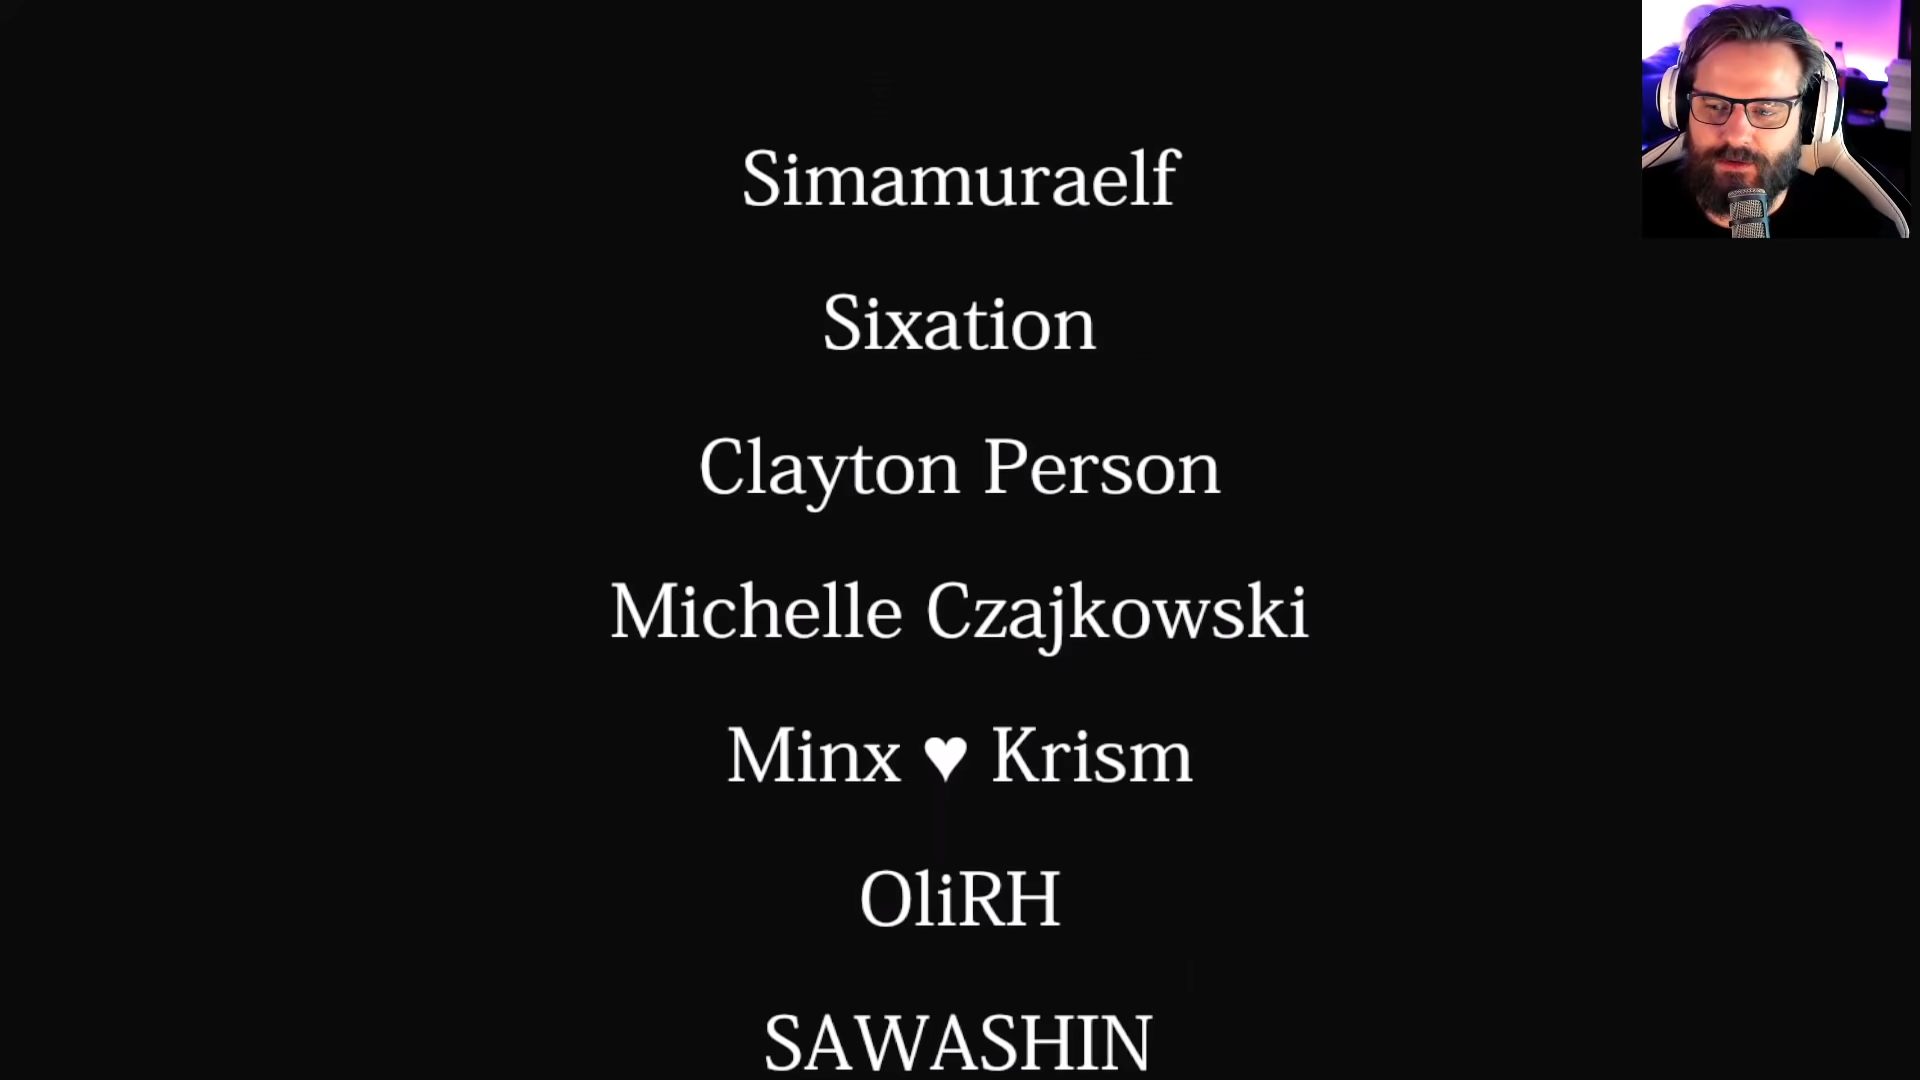 Simamuraelf
Sixation
Clayton Person
Michelle Czajkowski
Minx ♥ Krism
OliRH
SAWASHIN